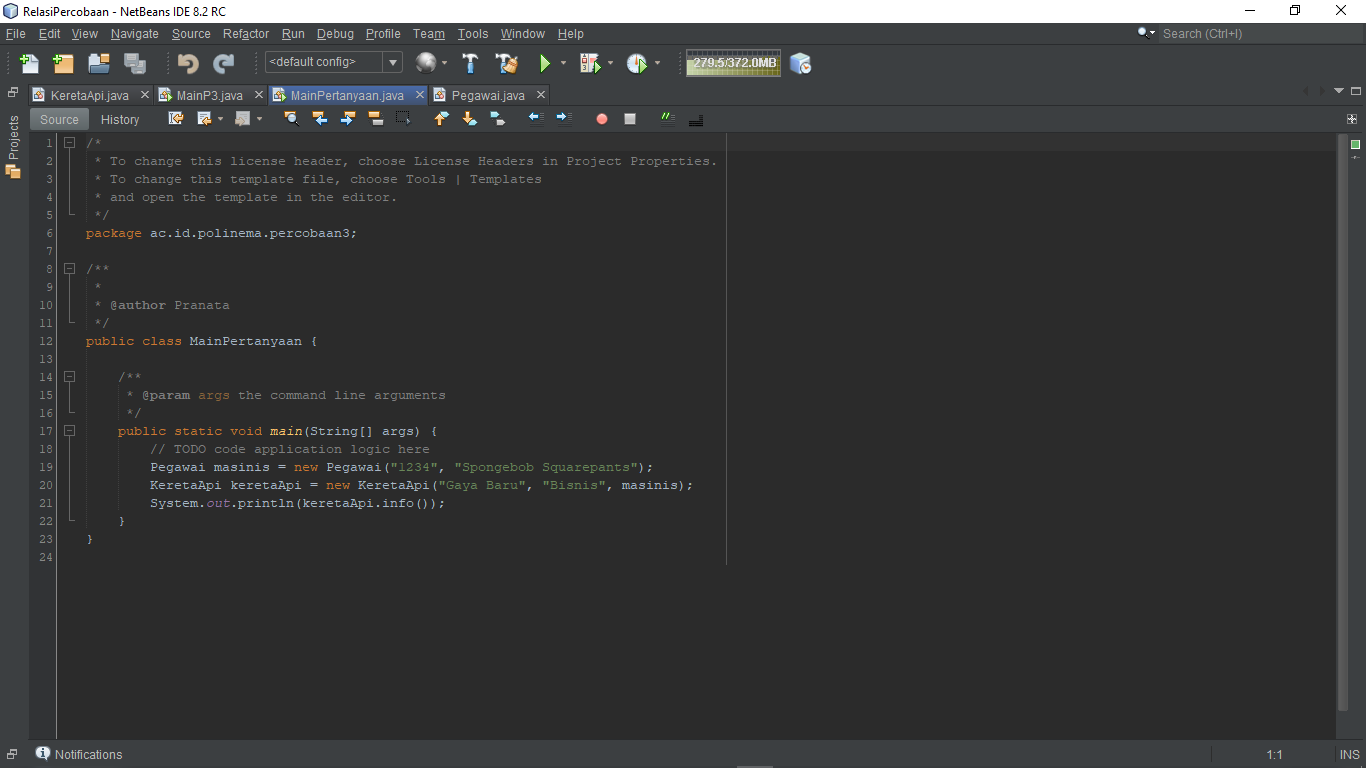 RelasiPercobaan - NetBeans IDE 8.2 RC
File Edit View Navigate Source Refactor Run Debug Profile Team Tools Window Help
Search (Ctrl+I)
<default config>
279.5/372.0MB
KeretaApi.java MainP3.java MainPertanyaan.java Pegawai.java
Source History
Projects
1 /*
2 * To change this license header, choose License Headers in Project Properties.
3 * To change this template file, choose Tools | Templates
4 * and open the template in the editor.
5 */
6 package ac.id.polinema.percobaan3;
7
8 /**
9 *
10 * @author Pranata
11 */
12 public class MainPertanyaan {
13
14 /**
15 * @param args the command line arguments
16 */
17 public static void main(String[] args) {
18 // TODO code application logic here
19 Pegawai masinis = new Pegawai("1234", "Spongebob Squarepants");
20 KeretaApi keretaApi = new KeretaApi("Gaya Baru", "Bisnis", masinis);
21 System.out.println(keretaApi.info());
22 }
23 }
24
Notifications
1:1
INS